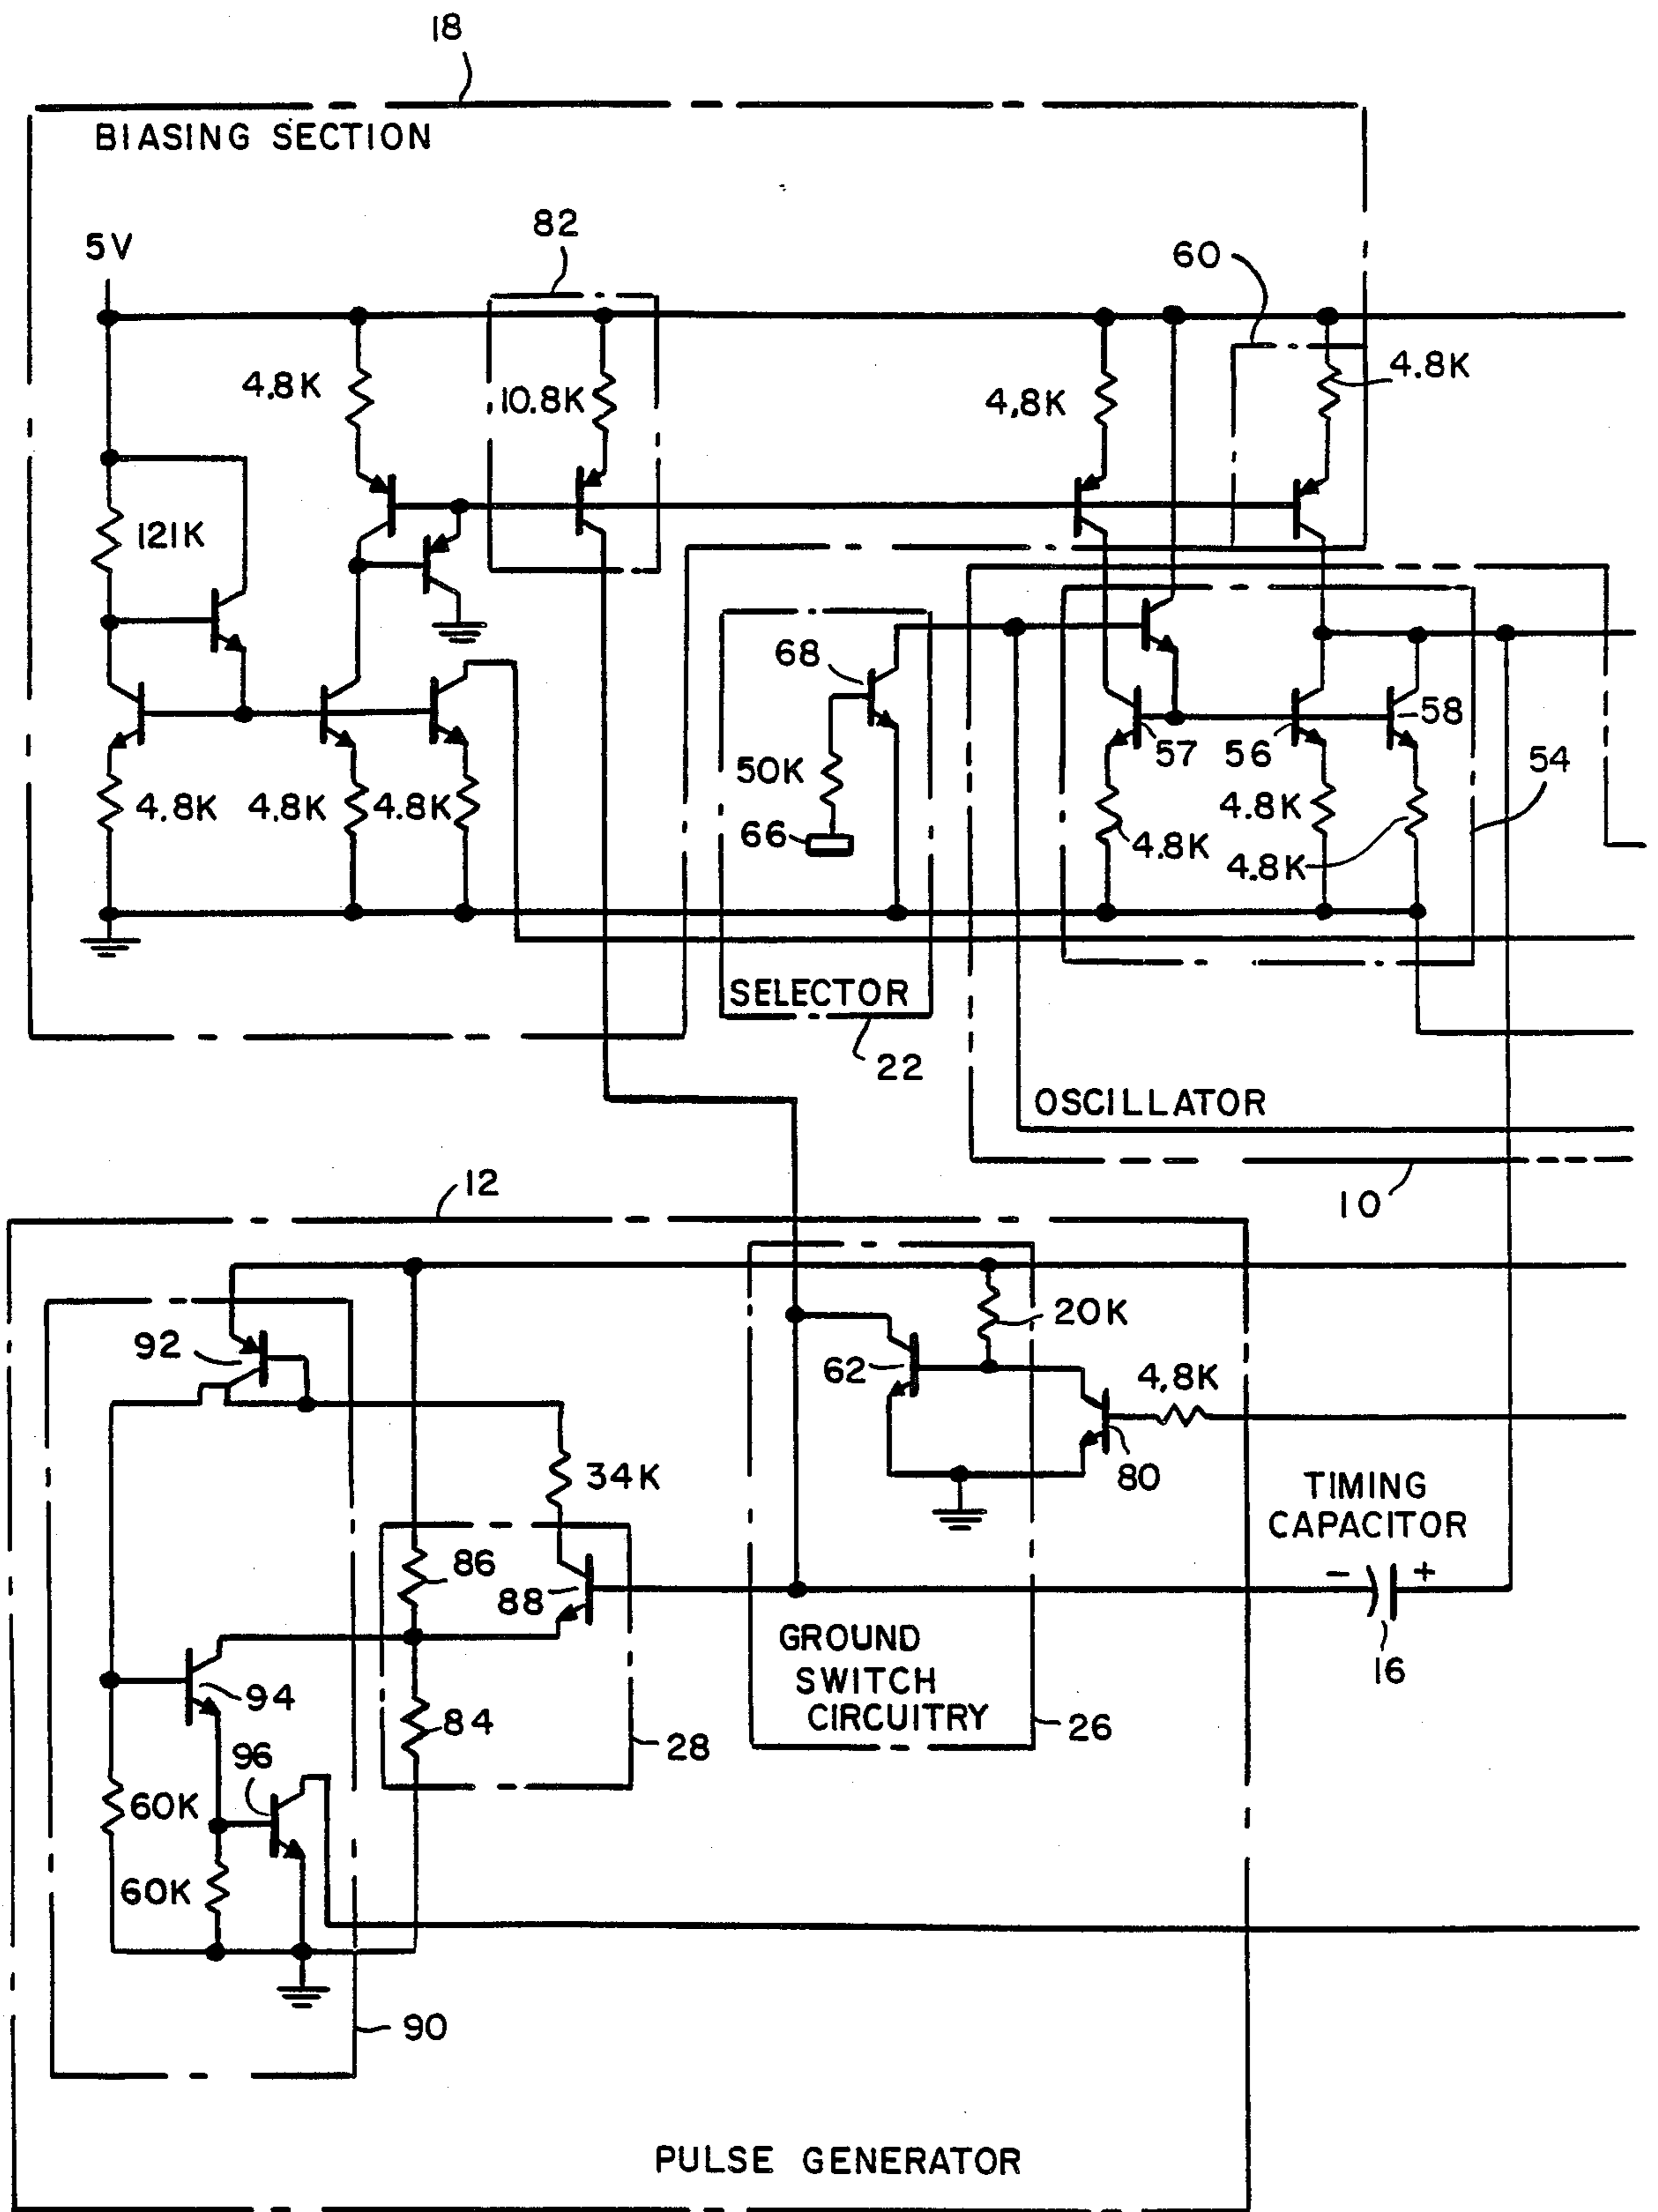 18
BIASING SECTION
82
5V
60
4.8K
4.8K
10.8K
4.8K
121K
68
58
57
56
54
50K
4.8K
4.8K
4.8K
4.8K
66
4.8K
4.8K
SELECTOR
22
OSCILLATOR
12
10
20K
92
62
4.8K
80
34K
TIMING
CAPACITOR
86
- +
88
GROUND
SWITCH
CIRCUITRY
16
94
84
26
28
96
60K
60K
90
PULSE GENERATOR